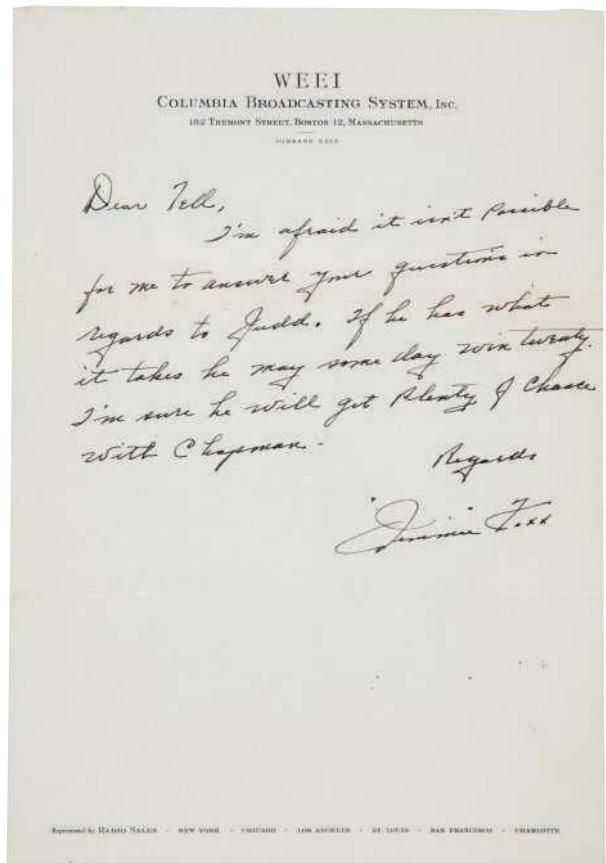 WEEI
COLUMBIA BROADCASTING SYSTEM, INC.
182 TREMONT STREET, BOSTON 12, MASSACHUSETTS
Dear Tell,
I'm afraid it isn't Possible
for me to answer your questions in
regards to Judd. If he has what
it takes he may some day win twenty.
I'm sure he will get Plenty of Chance
with Chapman.
Regards
"Jimmie" Foxx
Represented by RADIO SALES · NEW YORK · CHICAGO · LOS ANGELES · ST. LOUIS · SAN FRANCISCO · CHARLOTTE